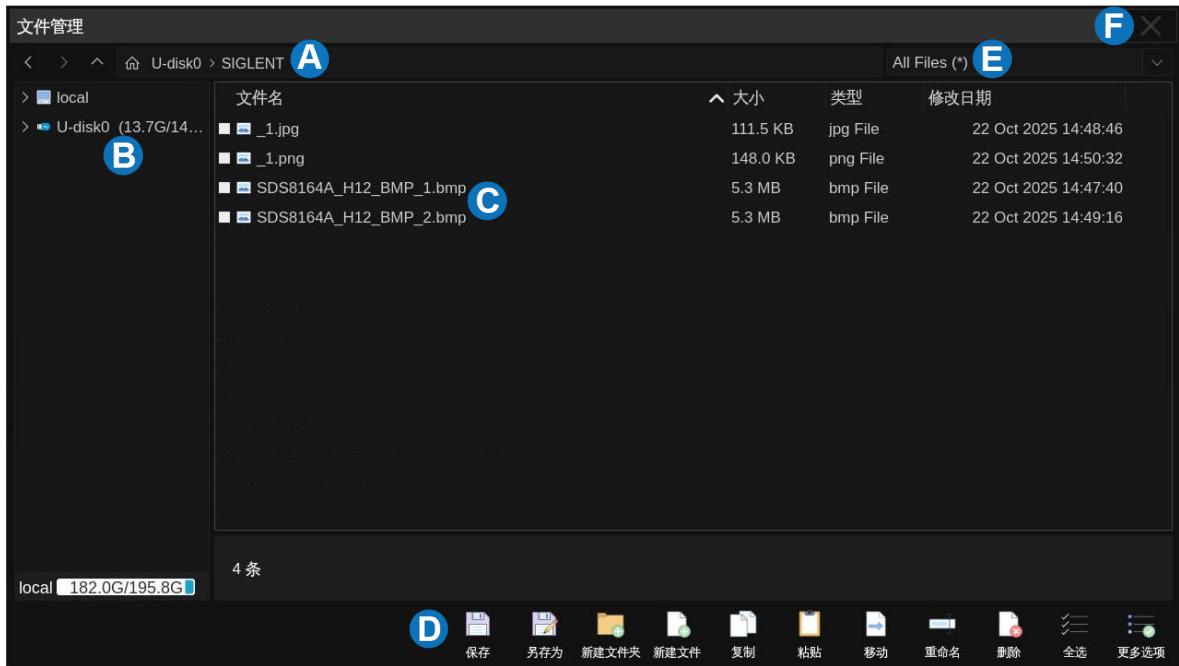 文件管理 F
U-disk0 > SIGLENT A All Files (*) E
local 文件名 大小 类型 修改日期
U-disk0 (13.7G/14... _1.jpg 111.5 KB jpg File 22 Oct 2025 14:48:46
B _1.png 148.0 KB png File 22 Oct 2025 14:50:32
SDS8164A_H12_BMP_1.bmp 5.3 MB bmp File 22 Oct 2025 14:47:40
C
SDS8164A_H12_BMP_2.bmp 5.3 MB bmp File 22 Oct 2025 14:49:16
4 条
local 182.0G/195.8G
D 保存 另存为 新建文件夹 新建文件 复制 粘贴 移动 重命名 删除 全选 更多选项